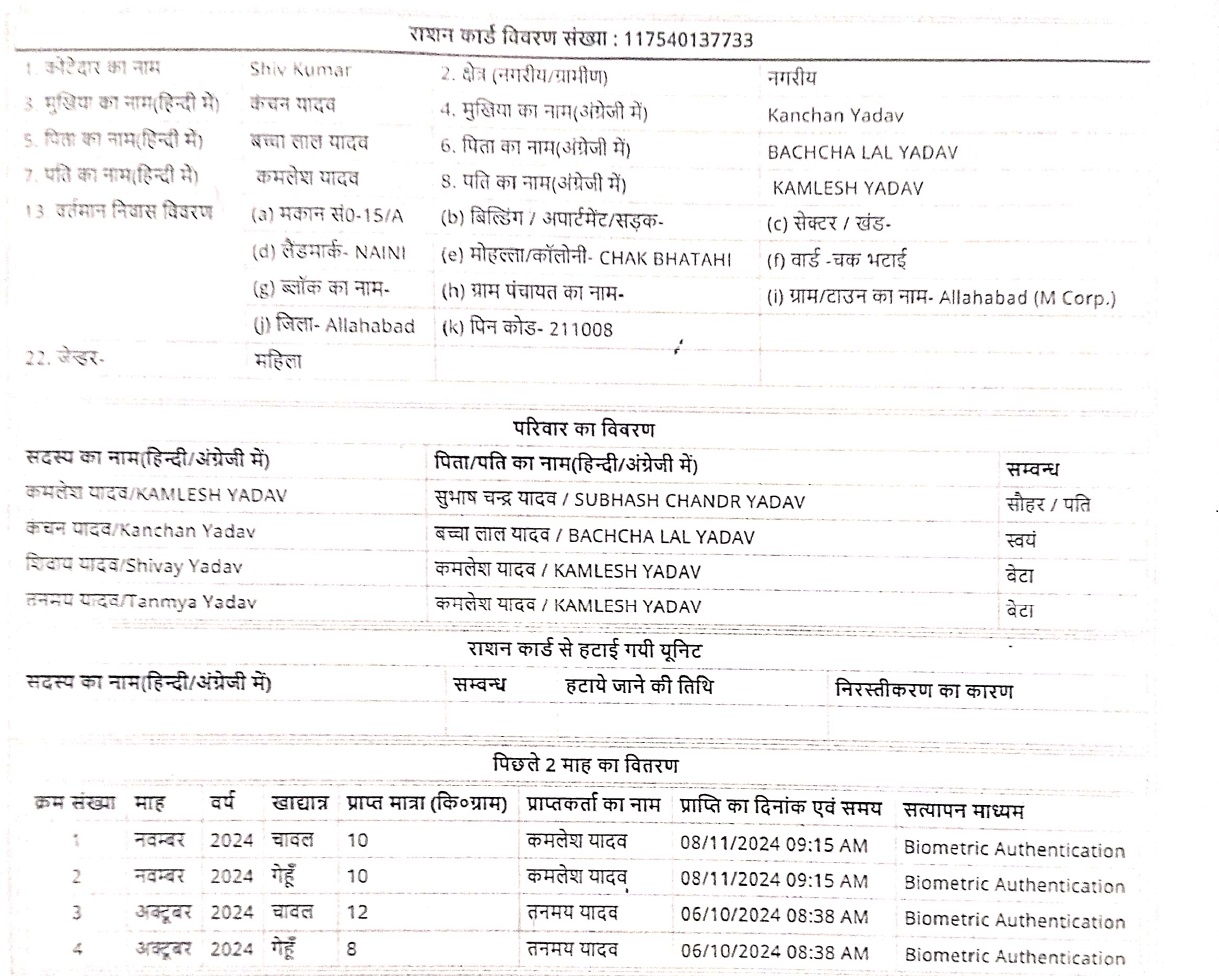 राशन कार्ड विवरण संख्या : 117540137733
1. कोटेदार का नाम Shiv Kumar 2. क्षेत्र (नगरीय/ग्रामीण) नगरीय
3. मुखिया का नाम(हिन्दी में) कंचन यादव 4. मुखिया का नाम(अंग्रेजी में) Kanchan Yadav
5. पिता का नाम(हिन्दी में) बच्चा लाल यादव 6. पिता का नाम(अंग्रेजी में) BACHCHA LAL YADAV
7. पति का नाम(हिन्दी में) कमलेश यादव 8. पति का नाम(अंग्रेजी में) KAMLESH YADAV
13 वर्तमान निवास विवरण (a) मकान सं0-15/A (b) बिल्डिंग / अपार्टमेंट/सड़क- (c) सेक्टर / खंड-
(d) लैडमार्क- NAINI (e) मोहल्ला/कॉलोनी- CHAK BHATAHI (f) वार्ड -चक भटाई
(g) ब्लॉक का नाम- (h) ग्राम पंचायत का नाम- (i) ग्राम/टाउन का नाम- Allahabad (M Corp.)
(j) जिला- Allahabad (k) पिन कोड- 211008
22. जेन्डर- महिला
परिवार का विवरण
सदस्य का नाम(हिन्दी/अंग्रेजी में) पिता/पति का नाम(हिन्दी/अंग्रेजी में) सम्वन्ध
कमलेश यादव/KAMLESH YADAV सुभाष चन्द्र यादव / SUBHASH CHANDR YADAV सौहर / पति
कंचन यादव/Kanchan Yadav बच्चा लाल यादव / BACHCHA LAL YADAV स्वयं
शिवाय यादव/Shivay Yadav कमलेश यादव / KAMLESH YADAV बेटा
तनमय यादव/Tanmya Yadav कमलेश यादव / KAMLESH YADAV बेटा
राशन कार्ड से हटाई गयी यूनिट
सदस्य का नाम(हिन्दी/अंग्रेजी में) सम्वन्ध हटाये जाने की तिथि निरस्तीकरण का कारण
पिछले 2 माह का वितरण
क्रम संख्या माह वर्ष खाद्यान्न प्राप्त मात्रा (कि०ग्राम) प्राप्तकर्ता का नाम प्राप्ति का दिनांक एवं समय सत्यापन माध्यम
1 नवम्बर 2024 चावल 10 कमलेश यादव 08/11/2024 09:15 AM Biometric Authentication
2 नवम्बर 2024 गेहूँ 10 कमलेश यादव 08/11/2024 09:15 AM Biometric Authentication
3 अक्टूबर 2024 चावल 12 तनमय यादव 06/10/2024 08:38 AM Biometric Authentication
4 अक्टूबर 2024 गेहूँ 8 तनमय यादव 06/10/2024 08:38 AM Biometric Authentication